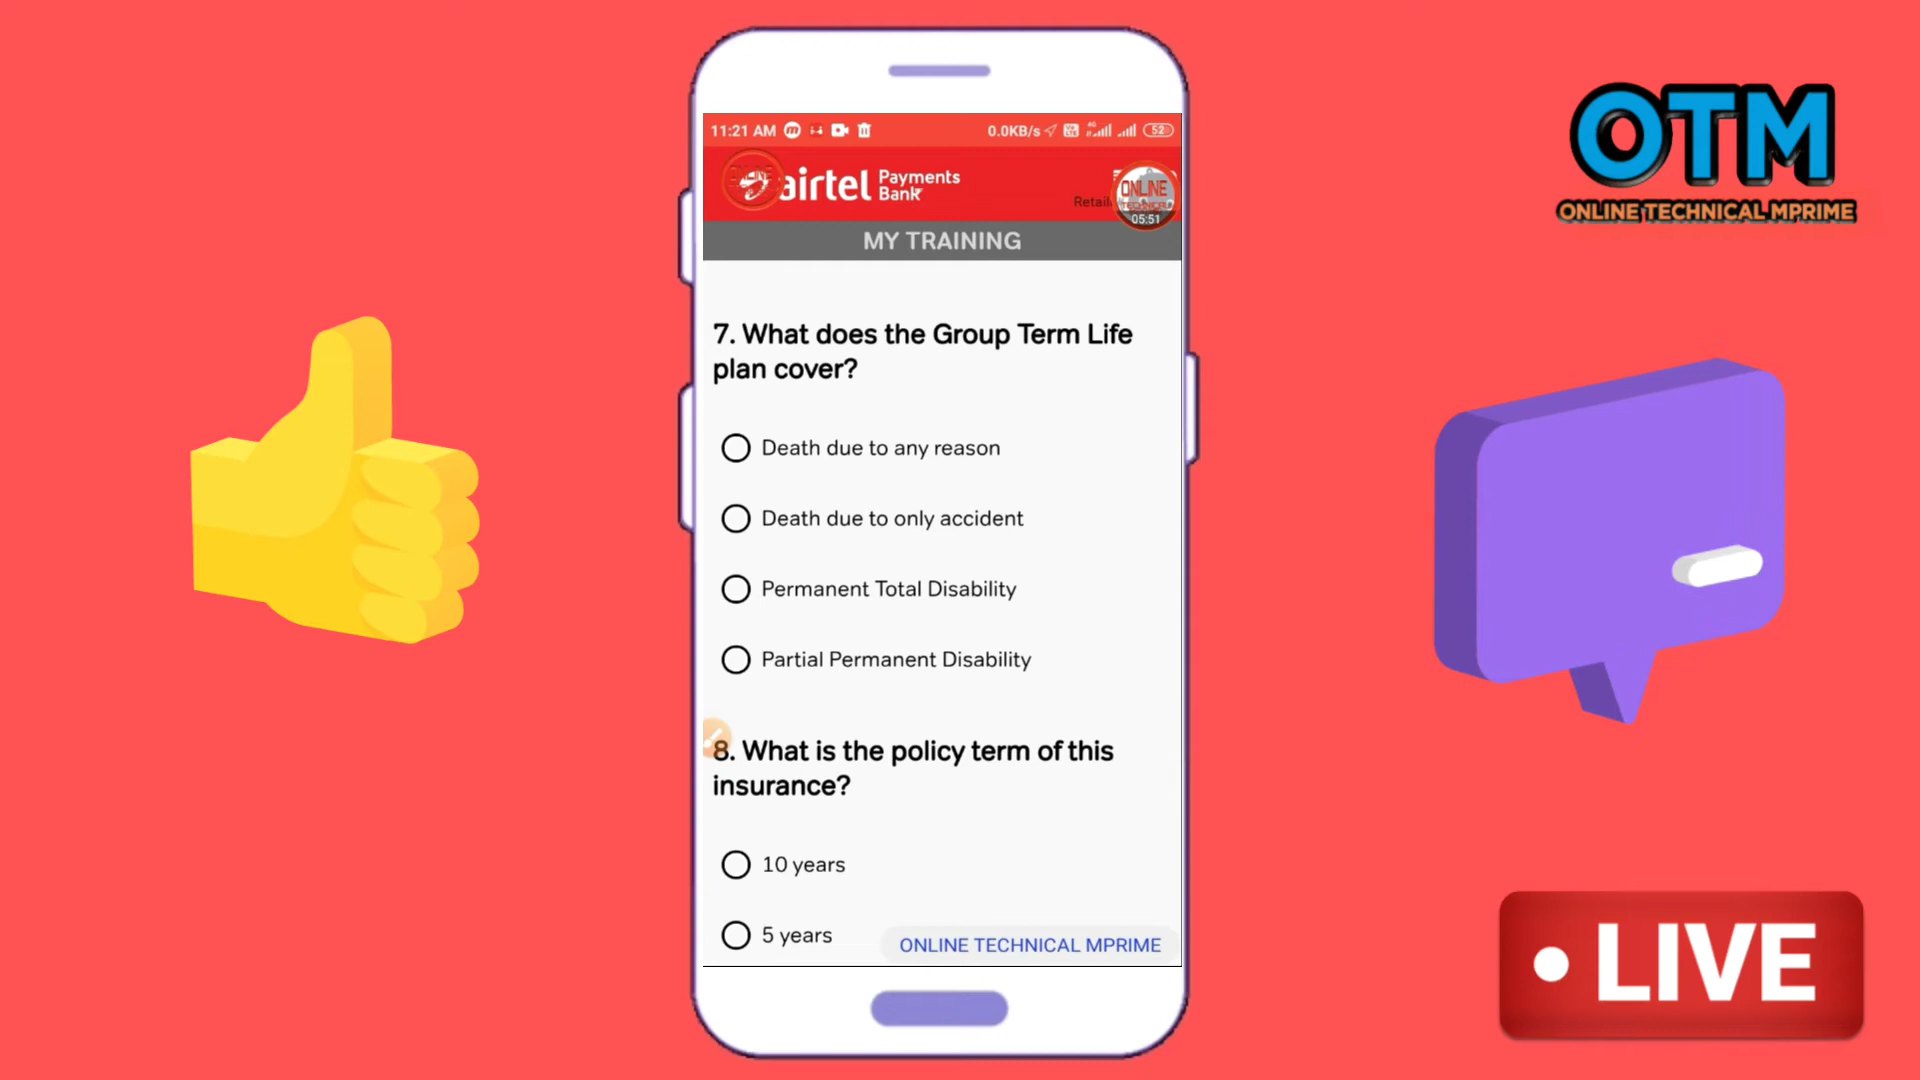 OTM
ONLINE TECHNICAL MPRIME
11:21 AM
0.0KB/s
4G
52
airtel Payments Bank
ONLINE
05:51
MY TRAINING
7. What does the Group Term Life
plan cover?
Death due to any reason
Death due to only accident
Permanent Total Disability
Partial Permanent Disability
8. What is the policy term of this
insurance?
10 years
5 years
ONLINE TECHNICAL MPRIME
LIVE